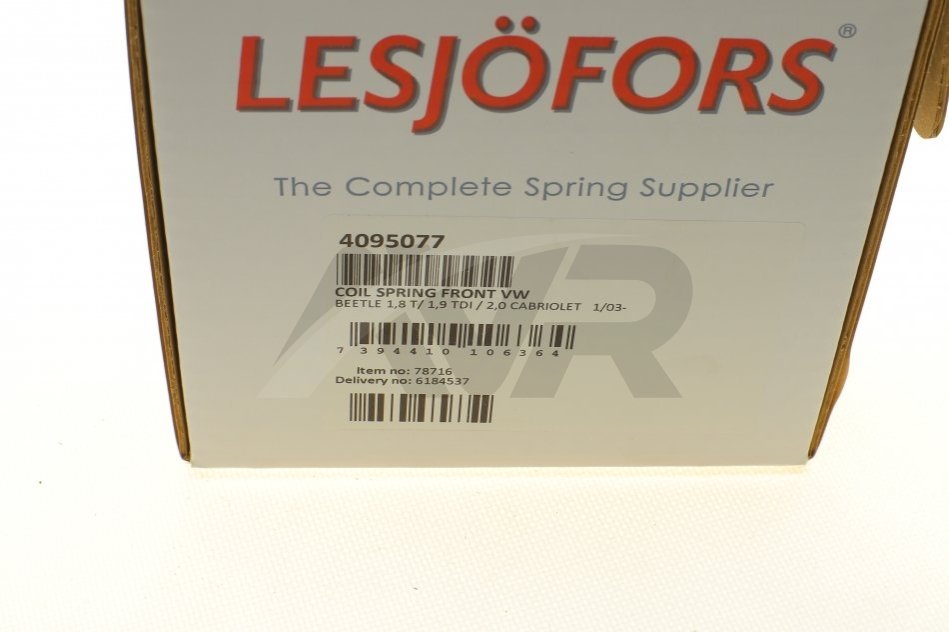 LESJÖFORS®
The Complete Spring Supplier
4095077
COIL SPRING FRONT VW
BEETLE 1,8 T/ 1,9 TDI / 2,0 CABRIOLET 1/03-
7 394410 106364
Item no: 78716
Delivery no: 6184537